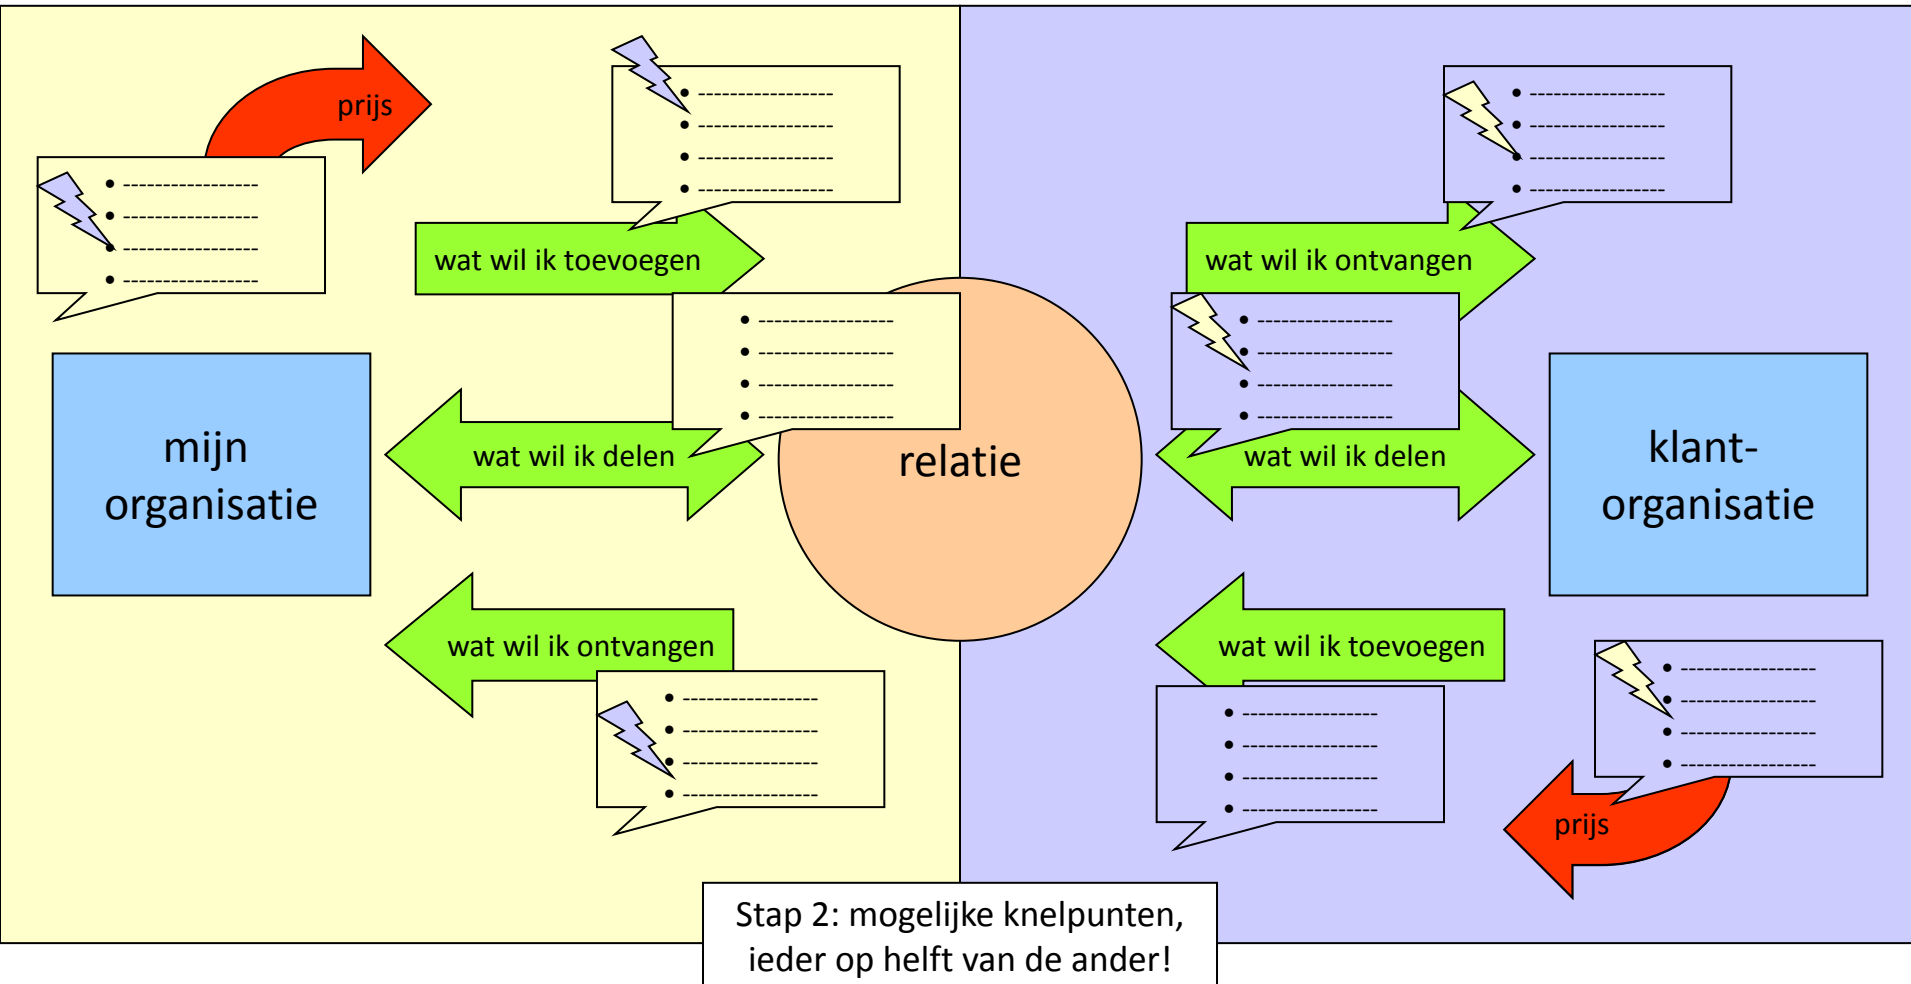 prijs
wat wil ik toevoegen
wat wil ik ontvangen
mijn
organisatie
wat wil ik delen
relatie
wat wil ik delen
klant-
organisatie
wat wil ik ontvangen
wat wil ik toevoegen
prijs
Stap 2: mogelijke knelpunten,
ieder op helft van de ander!